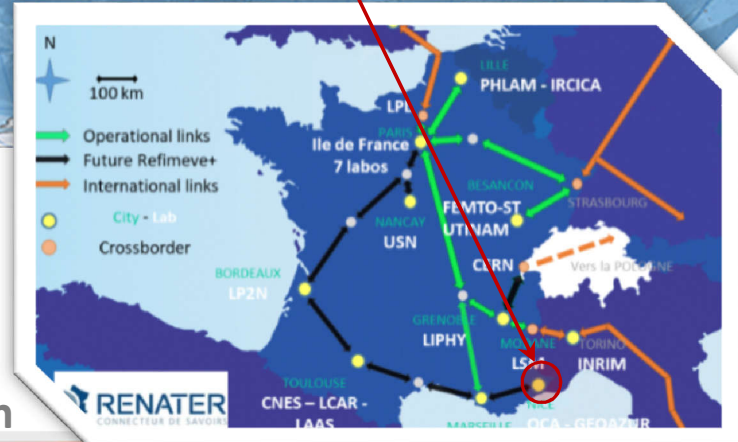 N
100 km
Operational links
Future Refimeve+
International links
City - Lab
Crossborder
LILLE
PHLAM - IRCICA
LPL
PARIS
Ile de France
7 labos
NANCAY
USN
BESANCON
FEMTO-ST
UTINAM
STRASBOURG
CERN
Vers la POLOGNE
BORDEAUX
LP2N
GRENOBLE
LIPHY
MODANE
LSM
TORINO
INRIM
TOULOUSE
CNES – LCAR -
LAAS
MARSEILLE
NICE
OCA - GEOAZUR
RENATER
CONNECTEUR DE SAVOIRS
n